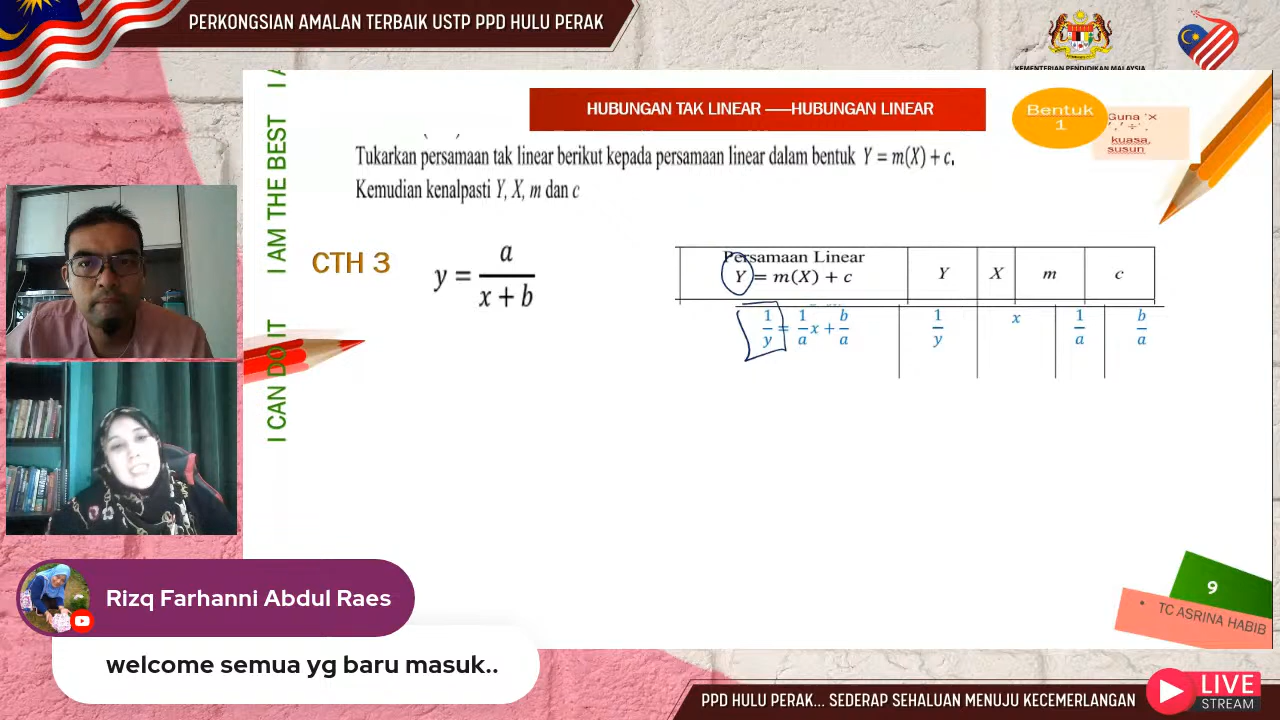 PERKONGSIAN AMALAN TERBAIK USTP PPD HULU PERAK
KEMENTERIAN PENDIDIKAN MALAYSIA
I CAN DO IT I AM THE BEST
HUBUNGAN TAK LINEAR ——HUBUNGAN LINEAR
Bentuk
1
Guna 'x
',' ÷',
kuasa,
susun
Tukarkan persamaan tak linear berikut kepada persamaan linear dalam bentuk Y = m(X) + c.
Kemudian kenalpasti Y, X, m dan c
CTH 3
y = a / (x + b)
Persamaan Linear
Y = m(X) + c
Y
X
m
c
1/y = 1/a x + b/a
1/y
x
1/a
b/a
9
• TC ASRINA HABIB
Rizq Farhanni Abdul Raes
welcome semua yg baru masuk..
PPD HULU PERAK... SEDERAP SEHALUAN MENUJU KECEMERLANGAN
LIVE
STREAM